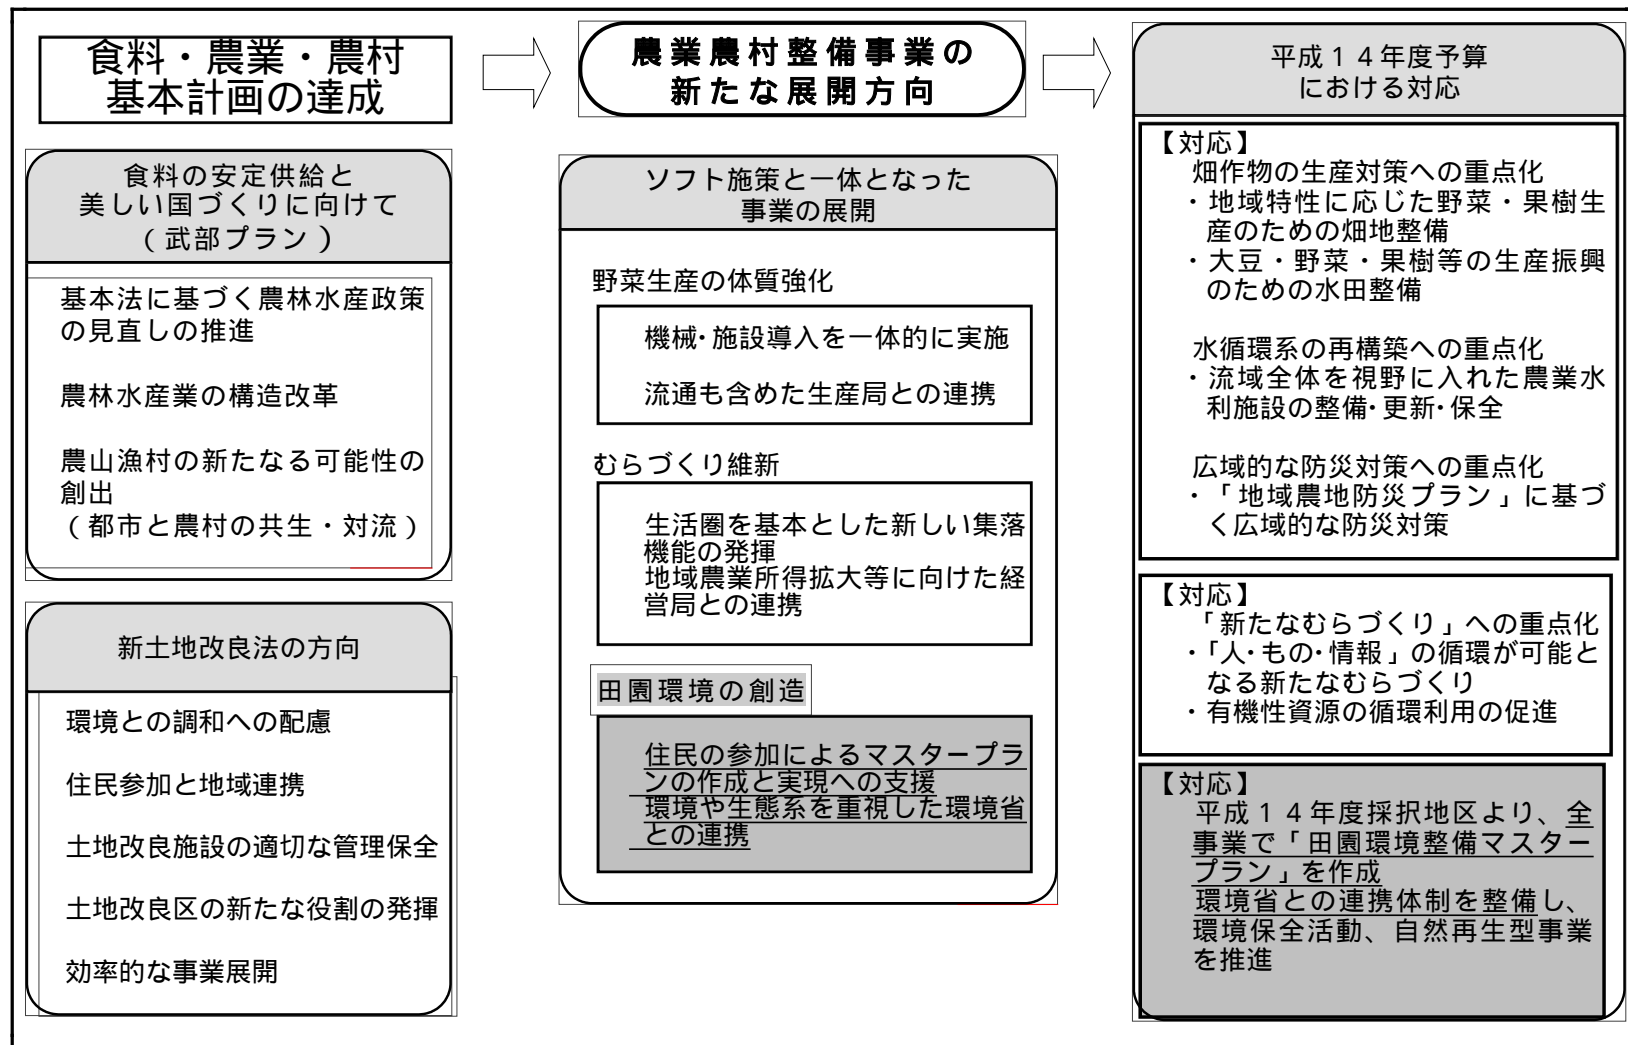 食料・農業・農村
基本計画の達成
食料の安定供給と
美しい国づくりに向けて
（武部プラン）
基本法に基づく農林水産政策
の見直しの推進
農林水産業の構造改革
農山漁村の新たなる可能性の
創出
（都市と農村の共生・対流）
新土地改良法の方向
環境との調和への配慮
住民参加と地域連携
土地改良施設の適切な管理保全
土地改良区の新たな役割の発揮
効率的な事業展開
農業農村整備事業の
新たな展開方向
ソフト施策と一体となった
事業の展開
野菜生産の体質強化
機械・施設導入を一体的に実施
流通も含めた生産局との連携
むらづくり維新
生活圏を基本とした新しい集落
機能の発揮
地域農業所得拡大等に向けた経
営局との連携
田園環境の創造
住民の参加によるマスタープラ
ンの作成と実現への支援
環境や生態系を重視した環境省
との連携
平成１４年度予算
における対応
【対応】
畑作物の生産対策への重点化
・地域特性に応じた野菜・果樹生
産のための畑地整備
・大豆・野菜・果樹等の生産振興
のための水田整備
水循環系の再構築への重点化
・流域全体を視野に入れた農業水
利施設の整備・更新・保全
広域的な防災対策への重点化
・「地域農地防災プラン」に基づ
く広域的な防災対策
【対応】
「新たなむらづくり」への重点化
・「人・もの・情報」の循環が可能と
なる新たなむらづくり
・有機性資源の循環利用の促進
【対応】
平成１４年度採択地区より、全
事業で「田園環境整備マスター
プラン」を作成
環境省との連携体制を整備し、
環境保全活動、自然再生型事業
を推進